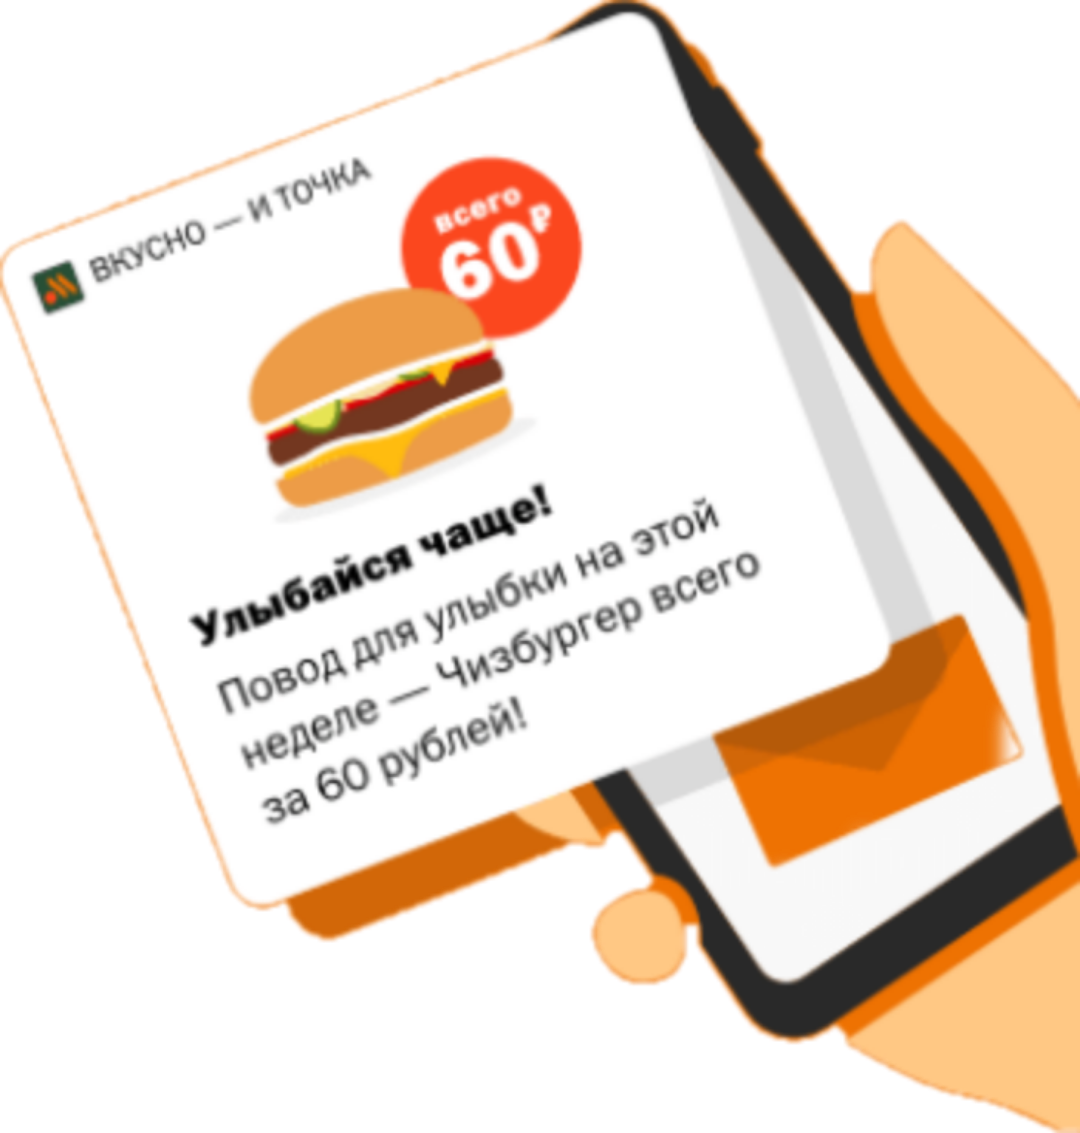 ВКУСНО — И ТОЧКА
всего
60₽
Улыбайся чаще!
Повод для улыбки на этой
неделе — Чизбургер всего
за 60 рублей!